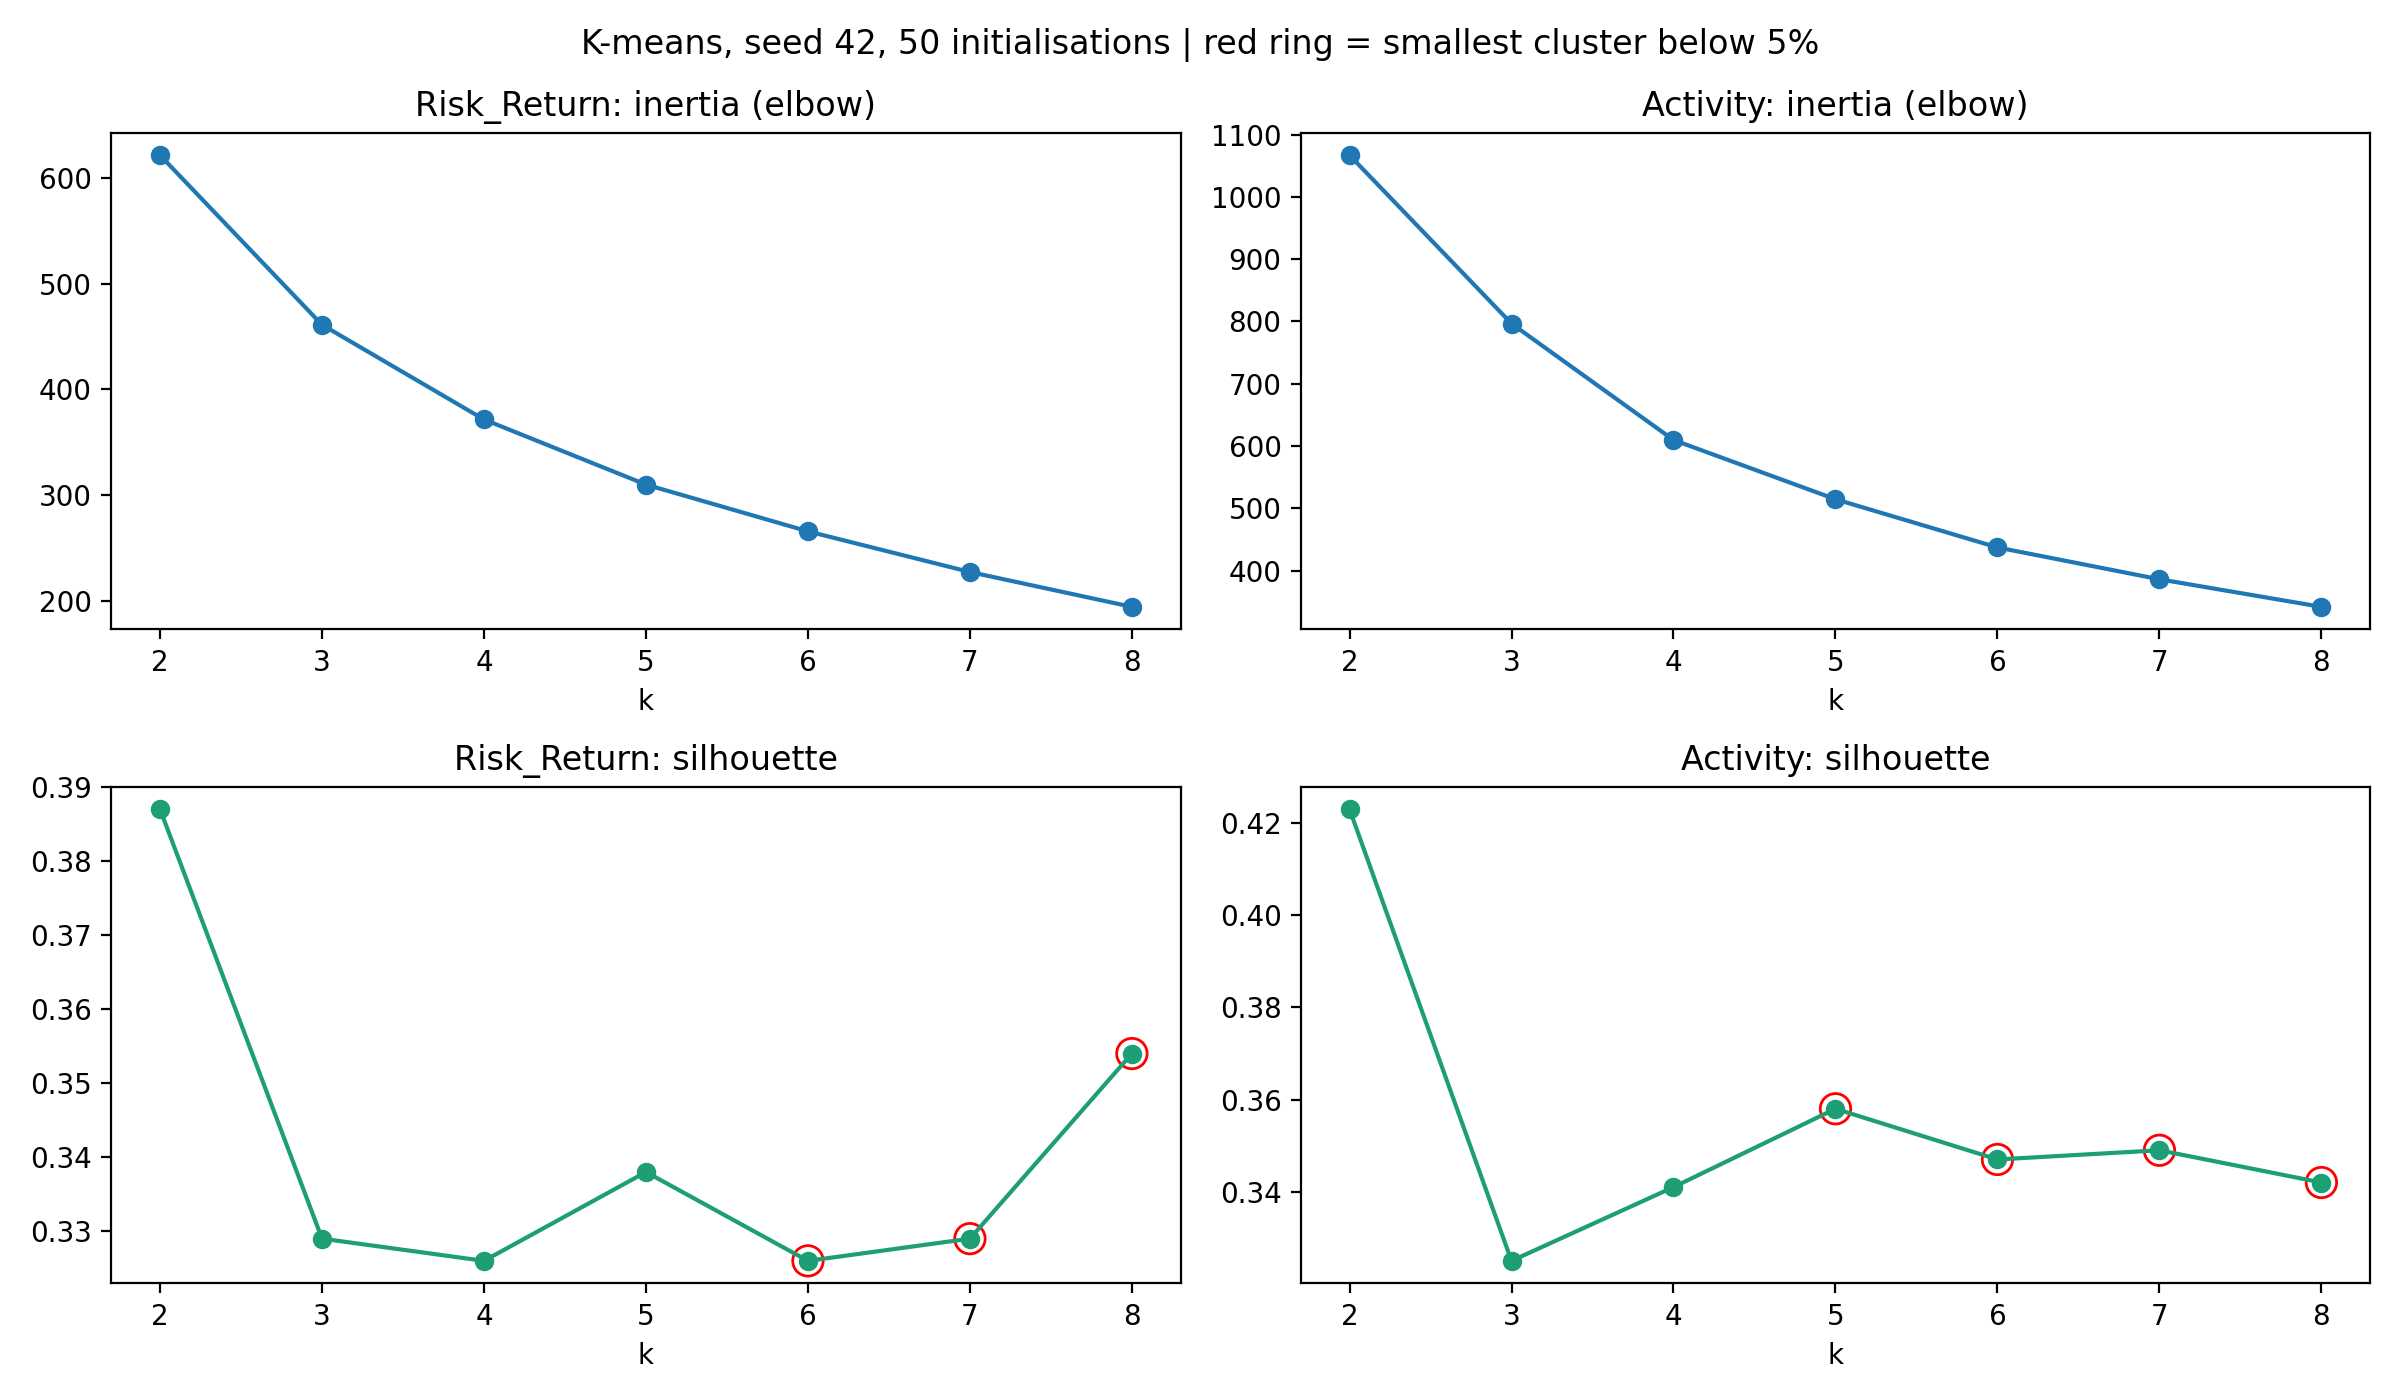 K-means, seed 42, 50 initialisations | red ring = smallest cluster below 5%
Risk_Return: inertia (elbow)
600
500
400
300
200
2 3 4 5 6 7 8
k
Activity: inertia (elbow)
1100
1000
900
800
700
600
500
400
2 3 4 5 6 7 8
k
Risk_Return: silhouette
0.39
0.38
0.37
0.36
0.35
0.34
0.33
2 3 4 5 6 7 8
k
Activity: silhouette
0.42
0.40
0.38
0.36
0.34
2 3 4 5 6 7 8
k